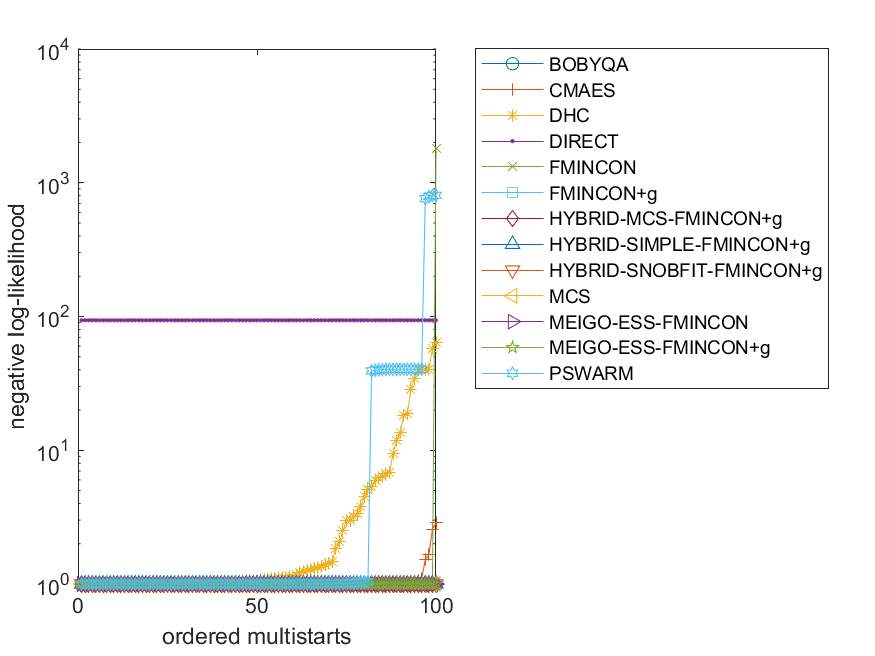 10^4
10^3
10^2
10^1
10^0
negative log-likelihood
0
50
100
ordered multistarts
BOBYQA
CMAES
DHC
DIRECT
FMINCON
FMINCON+g
HYBRID-MCS-FMINCON+g
HYBRID-SIMPLE-FMINCON+g
HYBRID-SNOBFIT-FMINCON+g
MCS
MEIGO-ESS-FMINCON
MEIGO-ESS-FMINCON+g
PSWARM